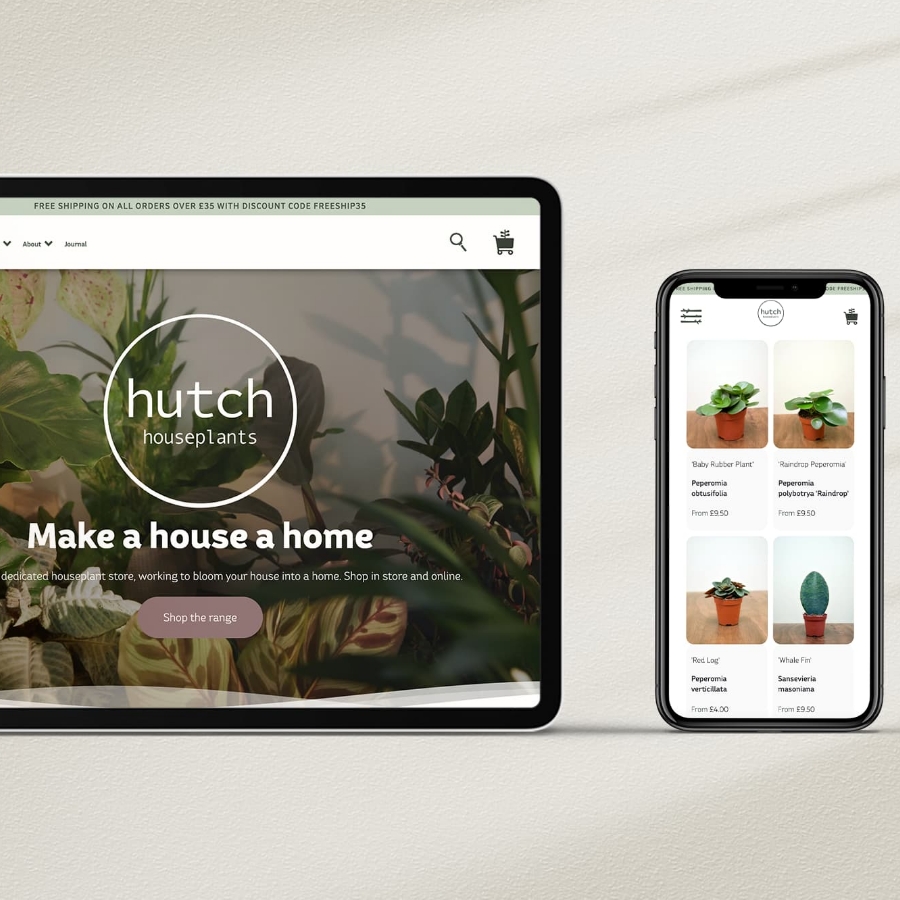 FREE SHIPPING ON ALL ORDERS OVER £35 WITH DISCOUNT CODE FREESHIP35
About
Journal
hutch
houseplants
Make a house a home
dedicated houseplant store, working to bloom your house into a home. Shop in store and online.
Shop the range
hutch
houseplants
'Baby Rubber Plant'
Peperomia
obtusifolia
From £9.50
'Raindrop Peperomia'
Peperomia
polybotrya 'Raindrop'
From £9.50
'Red Log'
Peperomia
verticillata
From £4.00
'Whale Fin'
Sansevieria
masoniana
From £9.50